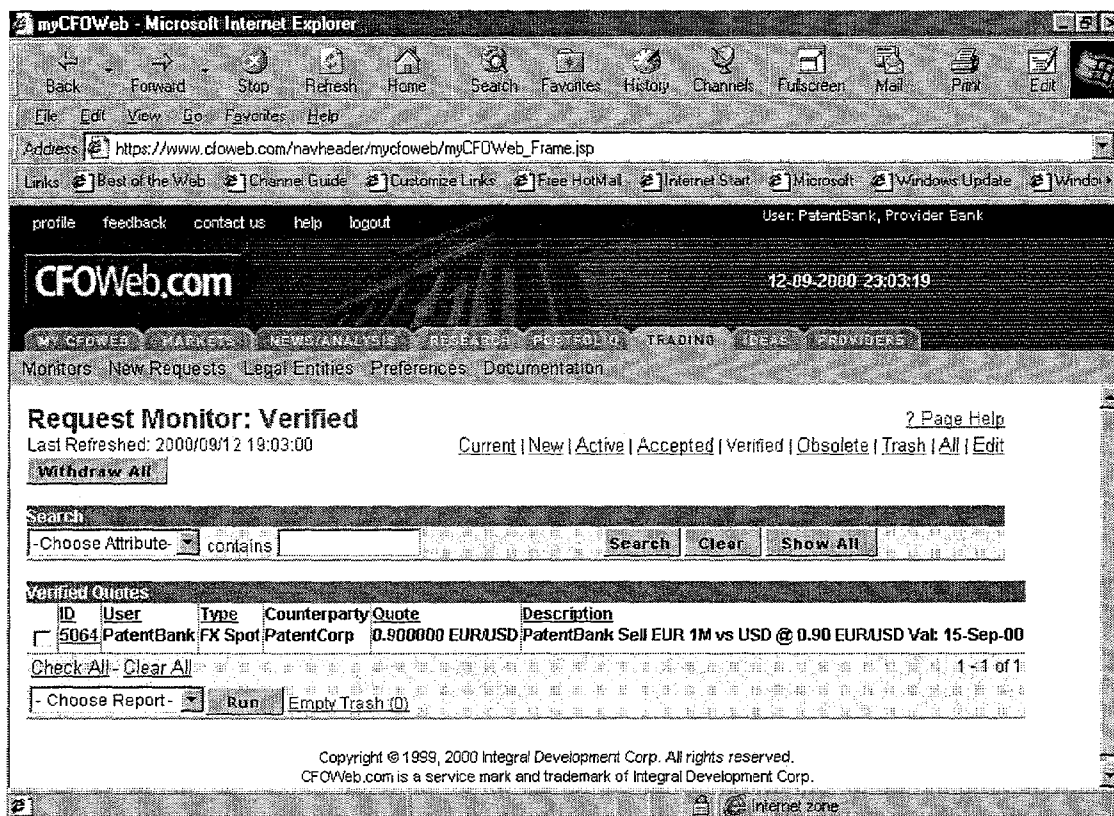 myCFOWeb - Microsoft Internet Explorer
Back Forward Stop Refresh Home Search Favorites History Channels Fullscreen Mail Print Edit
File Edit View Go Favorites Help
Address https://www.cfoweb.com/navheader/mycfoweb/myCFOWeb_Frame.jsp
Links Best of the Web Channel Guide Customize Links Free HotMail Internet Start Microsoft Windows Update Window
profile feedback contact us help logout User: PatentBank, Provider Bank
CFOWeb.com 12-09-2000 23:03:19
MY CFOWEB MARKETS NEWS/ANALYSIS RESEARCH PORTFOLIO TRADING IDEAS PROVIDERS
Monitors New Requests Legal Entities Preferences Documentation
Request Monitor: Verified ? Page Help
Last Refreshed: 2000/09/12 19:03:00 Current | New | Active | Accepted | Verified | Obsolete | Trash | All | Edit
Withdraw All
Search
-Choose Attribute- contains Search Clear Show All
Verified Quotes
ID User Type Counterparty Quote Description
5064 PatentBank FX Spot PatentCorp 0.900000 EUR/USD PatentBank Sell EUR 1M vs USD @ 0.90 EUR/USD Val: 15-Sep-00
Check All - Clear All 1 - 1 of 1
- Choose Report - Run Empty Trash (0)
Copyright © 1999, 2000 Integral Development Corp. All rights reserved.
CFOWeb.com is a service mark and trademark of Integral Development Corp.
Internet zone